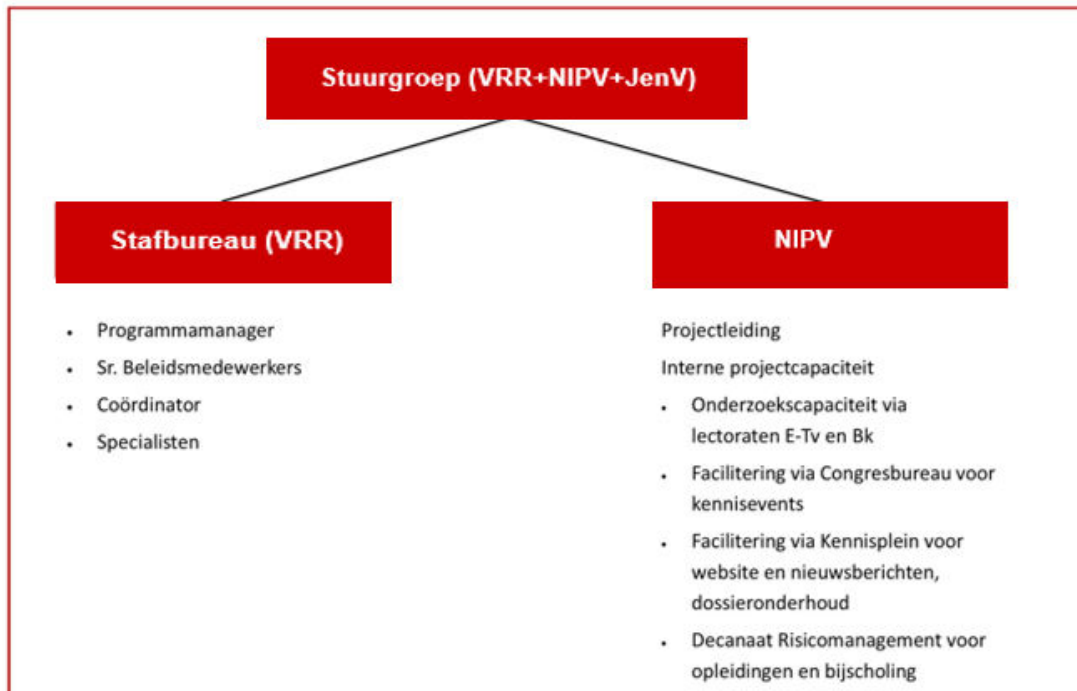 Stuurgroep (VRR+NIPV+JenV)
Stafbureau (VRR)
• Programmamanager
• Sr. Beleidsmedewerkers
• Coördinator
• Specialisten
NIPV
Projectleiding
Interne projectcapaciteit
• Onderzoekscapaciteit via
lectoraten E-Tv en Bk
• Facilitering via Congresbureau voor
kennisevents
• Facilitering via Kennisplein voor
website en nieuwsberichten,
dossieronderhoud
• Decanaat Risicomanagement voor
opleidingen en bijscholing